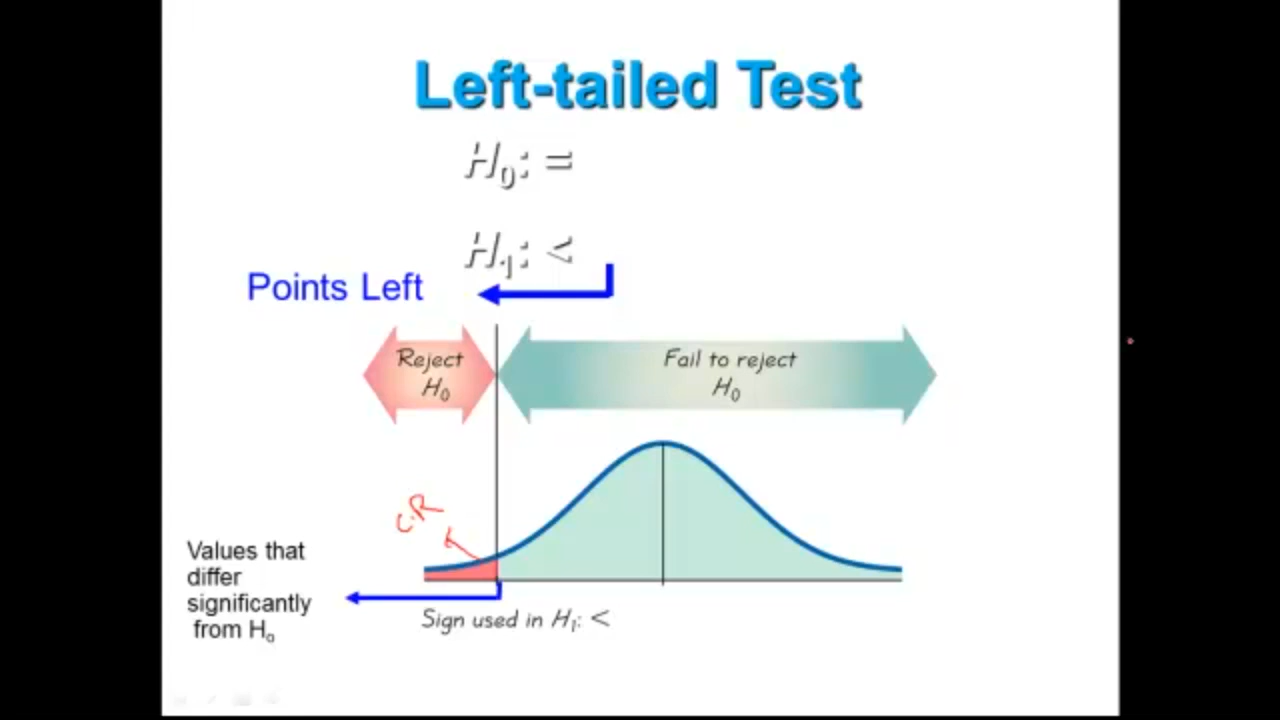 Left-tailed Test
H₀: =
H₁: <
Points Left
Reject
H₀
Fail to reject
H₀
C.R
Values that
differ
significantly
from Hₒ
Sign used in H₁: <